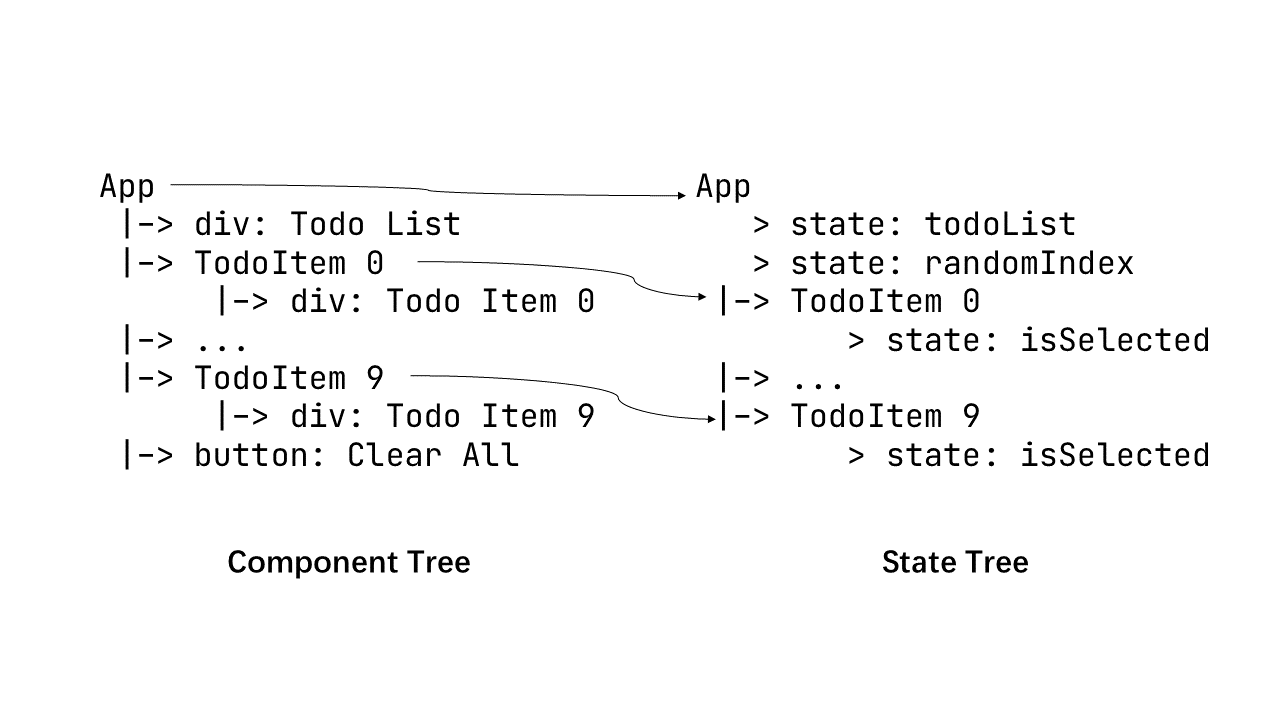 App
|-> div: Todo List
|-> TodoItem 0
|-> div: Todo Item 0
|-> ...
|-> TodoItem 9
|-> div: Todo Item 9
|-> button: Clear All
Component Tree
App
> state: todoList
> state: randomIndex
|-> TodoItem 0
> state: isSelected
|-> ...
|-> TodoItem 9
> state: isSelected
State Tree